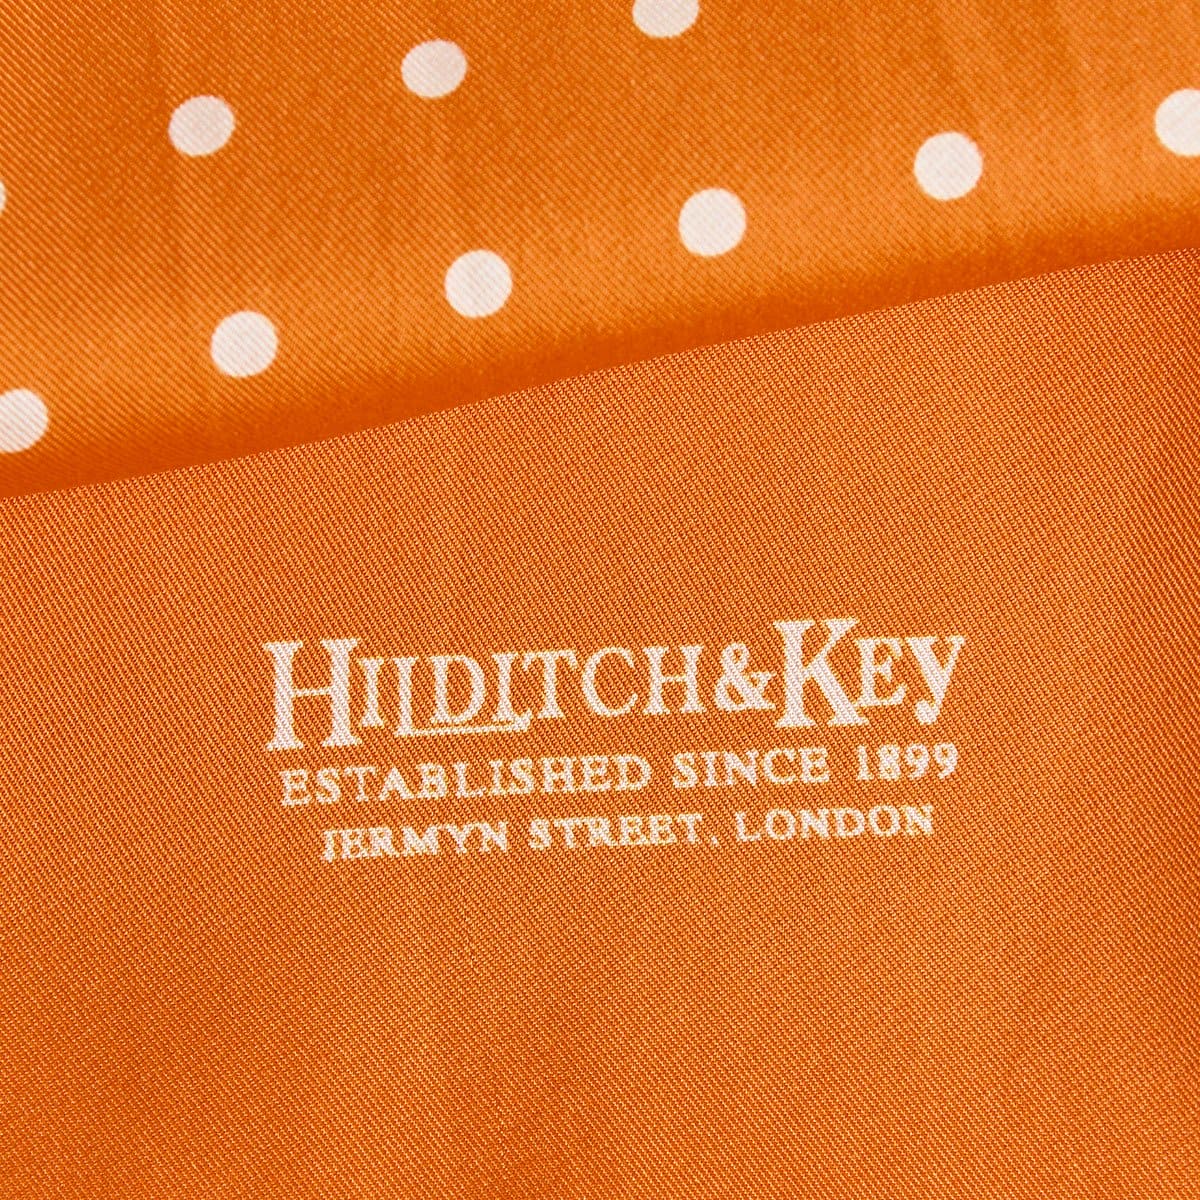 HILDITCH & KEY
ESTABLISHED SINCE 1899
JERMYN STREET, LONDON